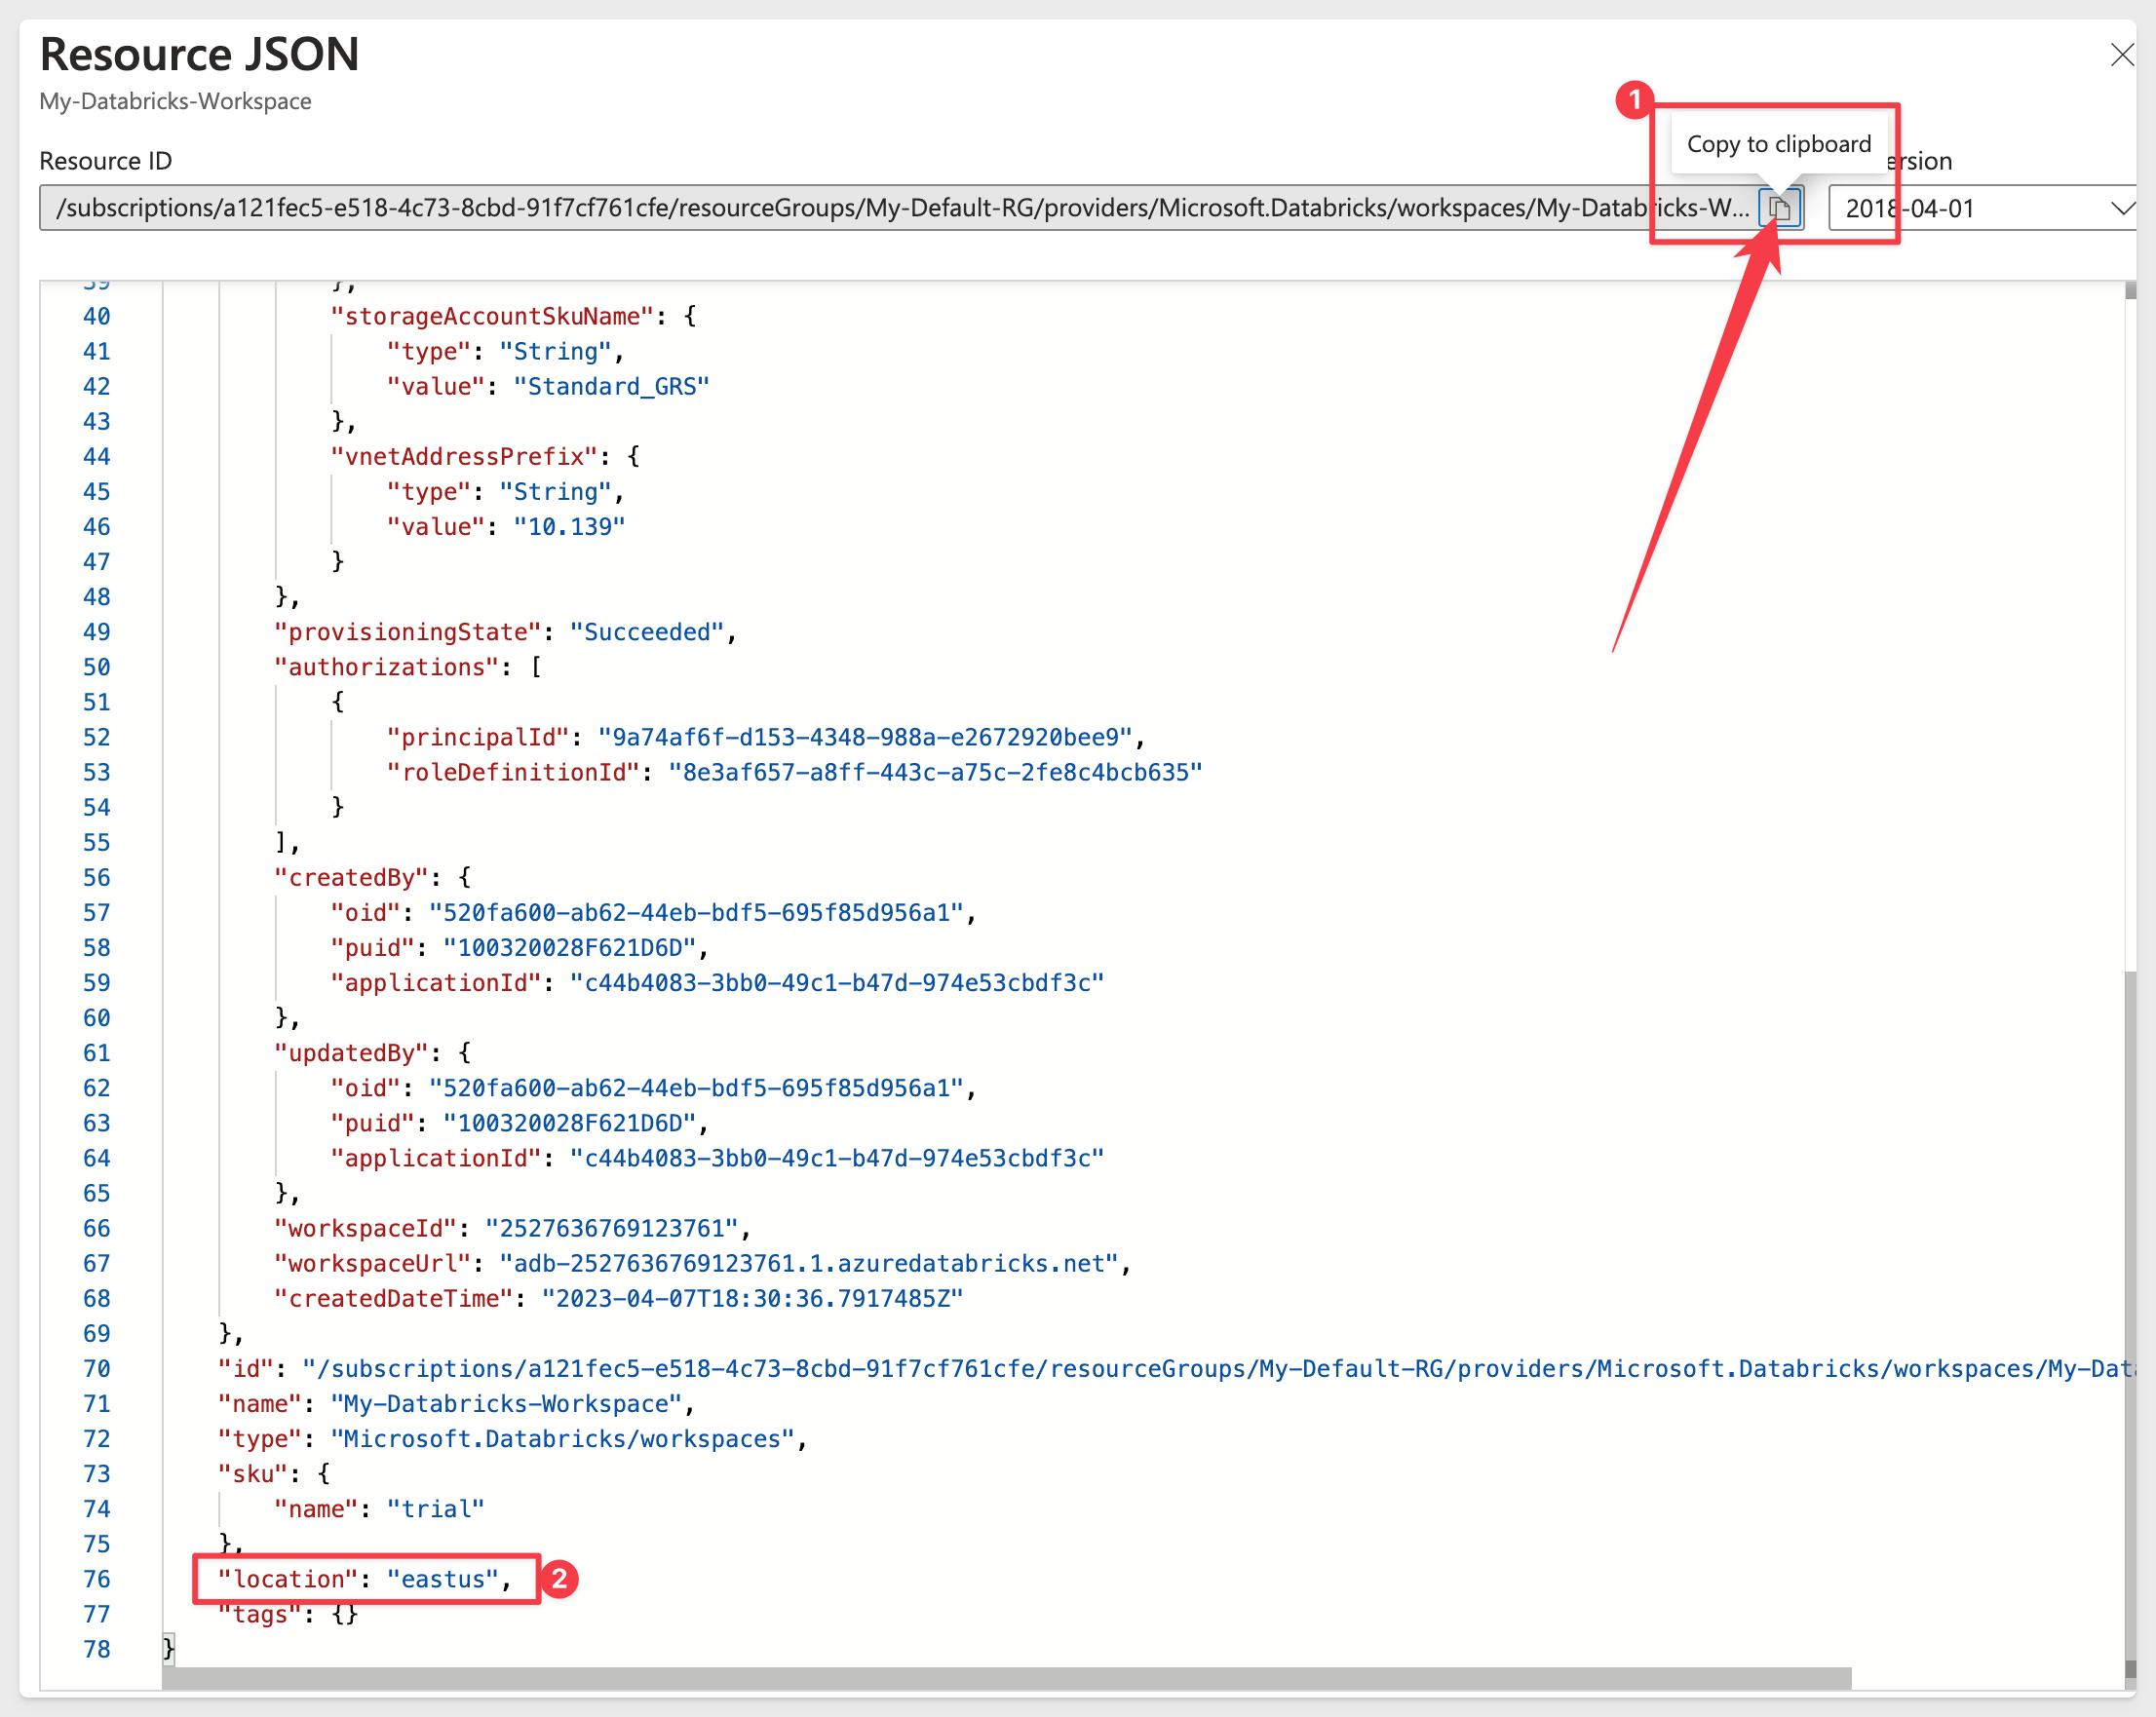 Resource JSON
My-Databricks-Workspace
1
Copy to clipboard
Resource ID
ersion
/subscriptions/a121fec5-e518-4c73-8cbd-91f7cf761cfe/resourceGroups/My-Default-RG/providers/Microsoft.Databricks/workspaces/My-Databricks-W...
2018-04-01
39 },
40 "storageAccountSkuName": {
41 "type": "String",
42 "value": "Standard_GRS"
43 },
44 "vnetAddressPrefix": {
45 "type": "String",
46 "value": "10.139"
47 }
48 },
49 "provisioningState": "Succeeded",
50 "authorizations": [
51 {
52 "principalId": "9a74af6f-d153-4348-988a-e2672920bee9",
53 "roleDefinitionId": "8e3af657-a8ff-443c-a75c-2fe8c4bcb635"
54 }
55 ],
56 "createdBy": {
57 "oid": "520fa600-ab62-44eb-bdf5-695f85d956a1",
58 "puid": "100320028F621D6D",
59 "applicationId": "c44b4083-3bb0-49c1-b47d-974e53cbdf3c"
60 },
61 "updatedBy": {
62 "oid": "520fa600-ab62-44eb-bdf5-695f85d956a1",
63 "puid": "100320028F621D6D",
64 "applicationId": "c44b4083-3bb0-49c1-b47d-974e53cbdf3c"
65 },
66 "workspaceId": "2527636769123761",
67 "workspaceUrl": "adb-2527636769123761.1.azuredatabricks.net",
68 "createdDateTime": "2023-04-07T18:30:36.7917485Z"
69 },
70 "id": "/subscriptions/a121fec5-e518-4c73-8cbd-91f7cf761cfe/resourceGroups/My-Default-RG/providers/Microsoft.Databricks/workspaces/My-Data
71 "name": "My-Databricks-Workspace",
72 "type": "Microsoft.Databricks/workspaces",
73 "sku": {
74 "name": "trial"
75 },
76 "location": "eastus", 2
77 "tags": {}
78 }